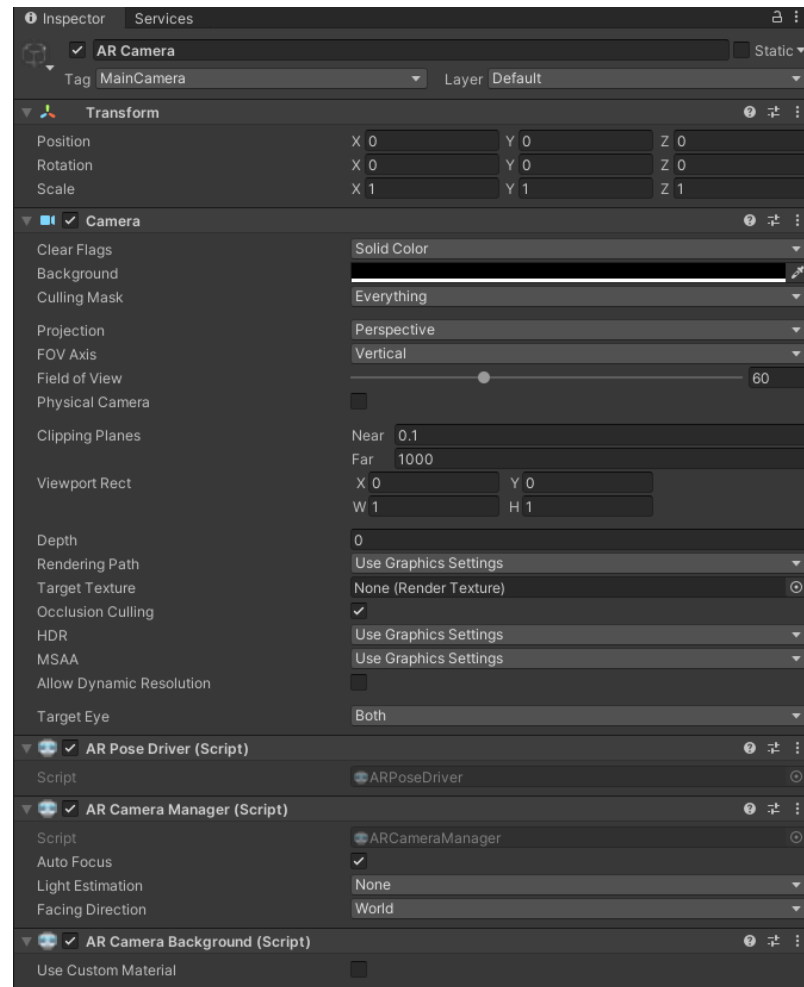 Inspector Services
AR Camera Static
Tag MainCamera Layer Default
Transform
Position X 0 Y 0 Z 0
Rotation X 0 Y 0 Z 0
Scale X 1 Y 1 Z 1
Camera
Clear Flags Solid Color
Background
Culling Mask Everything
Projection Perspective
FOV Axis Vertical
Field of View 60
Physical Camera
Clipping Planes Near 0.1
Far 1000
Viewport Rect X 0 Y 0
W 1 H 1
Depth 0
Rendering Path Use Graphics Settings
Target Texture None (Render Texture)
Occlusion Culling
HDR Use Graphics Settings
MSAA Use Graphics Settings
Allow Dynamic Resolution
Target Eye Both
AR Pose Driver (Script)
Script ARPoseDriver
AR Camera Manager (Script)
Script ARCameraManager
Auto Focus
Light Estimation None
Facing Direction World
AR Camera Background (Script)
Use Custom Material